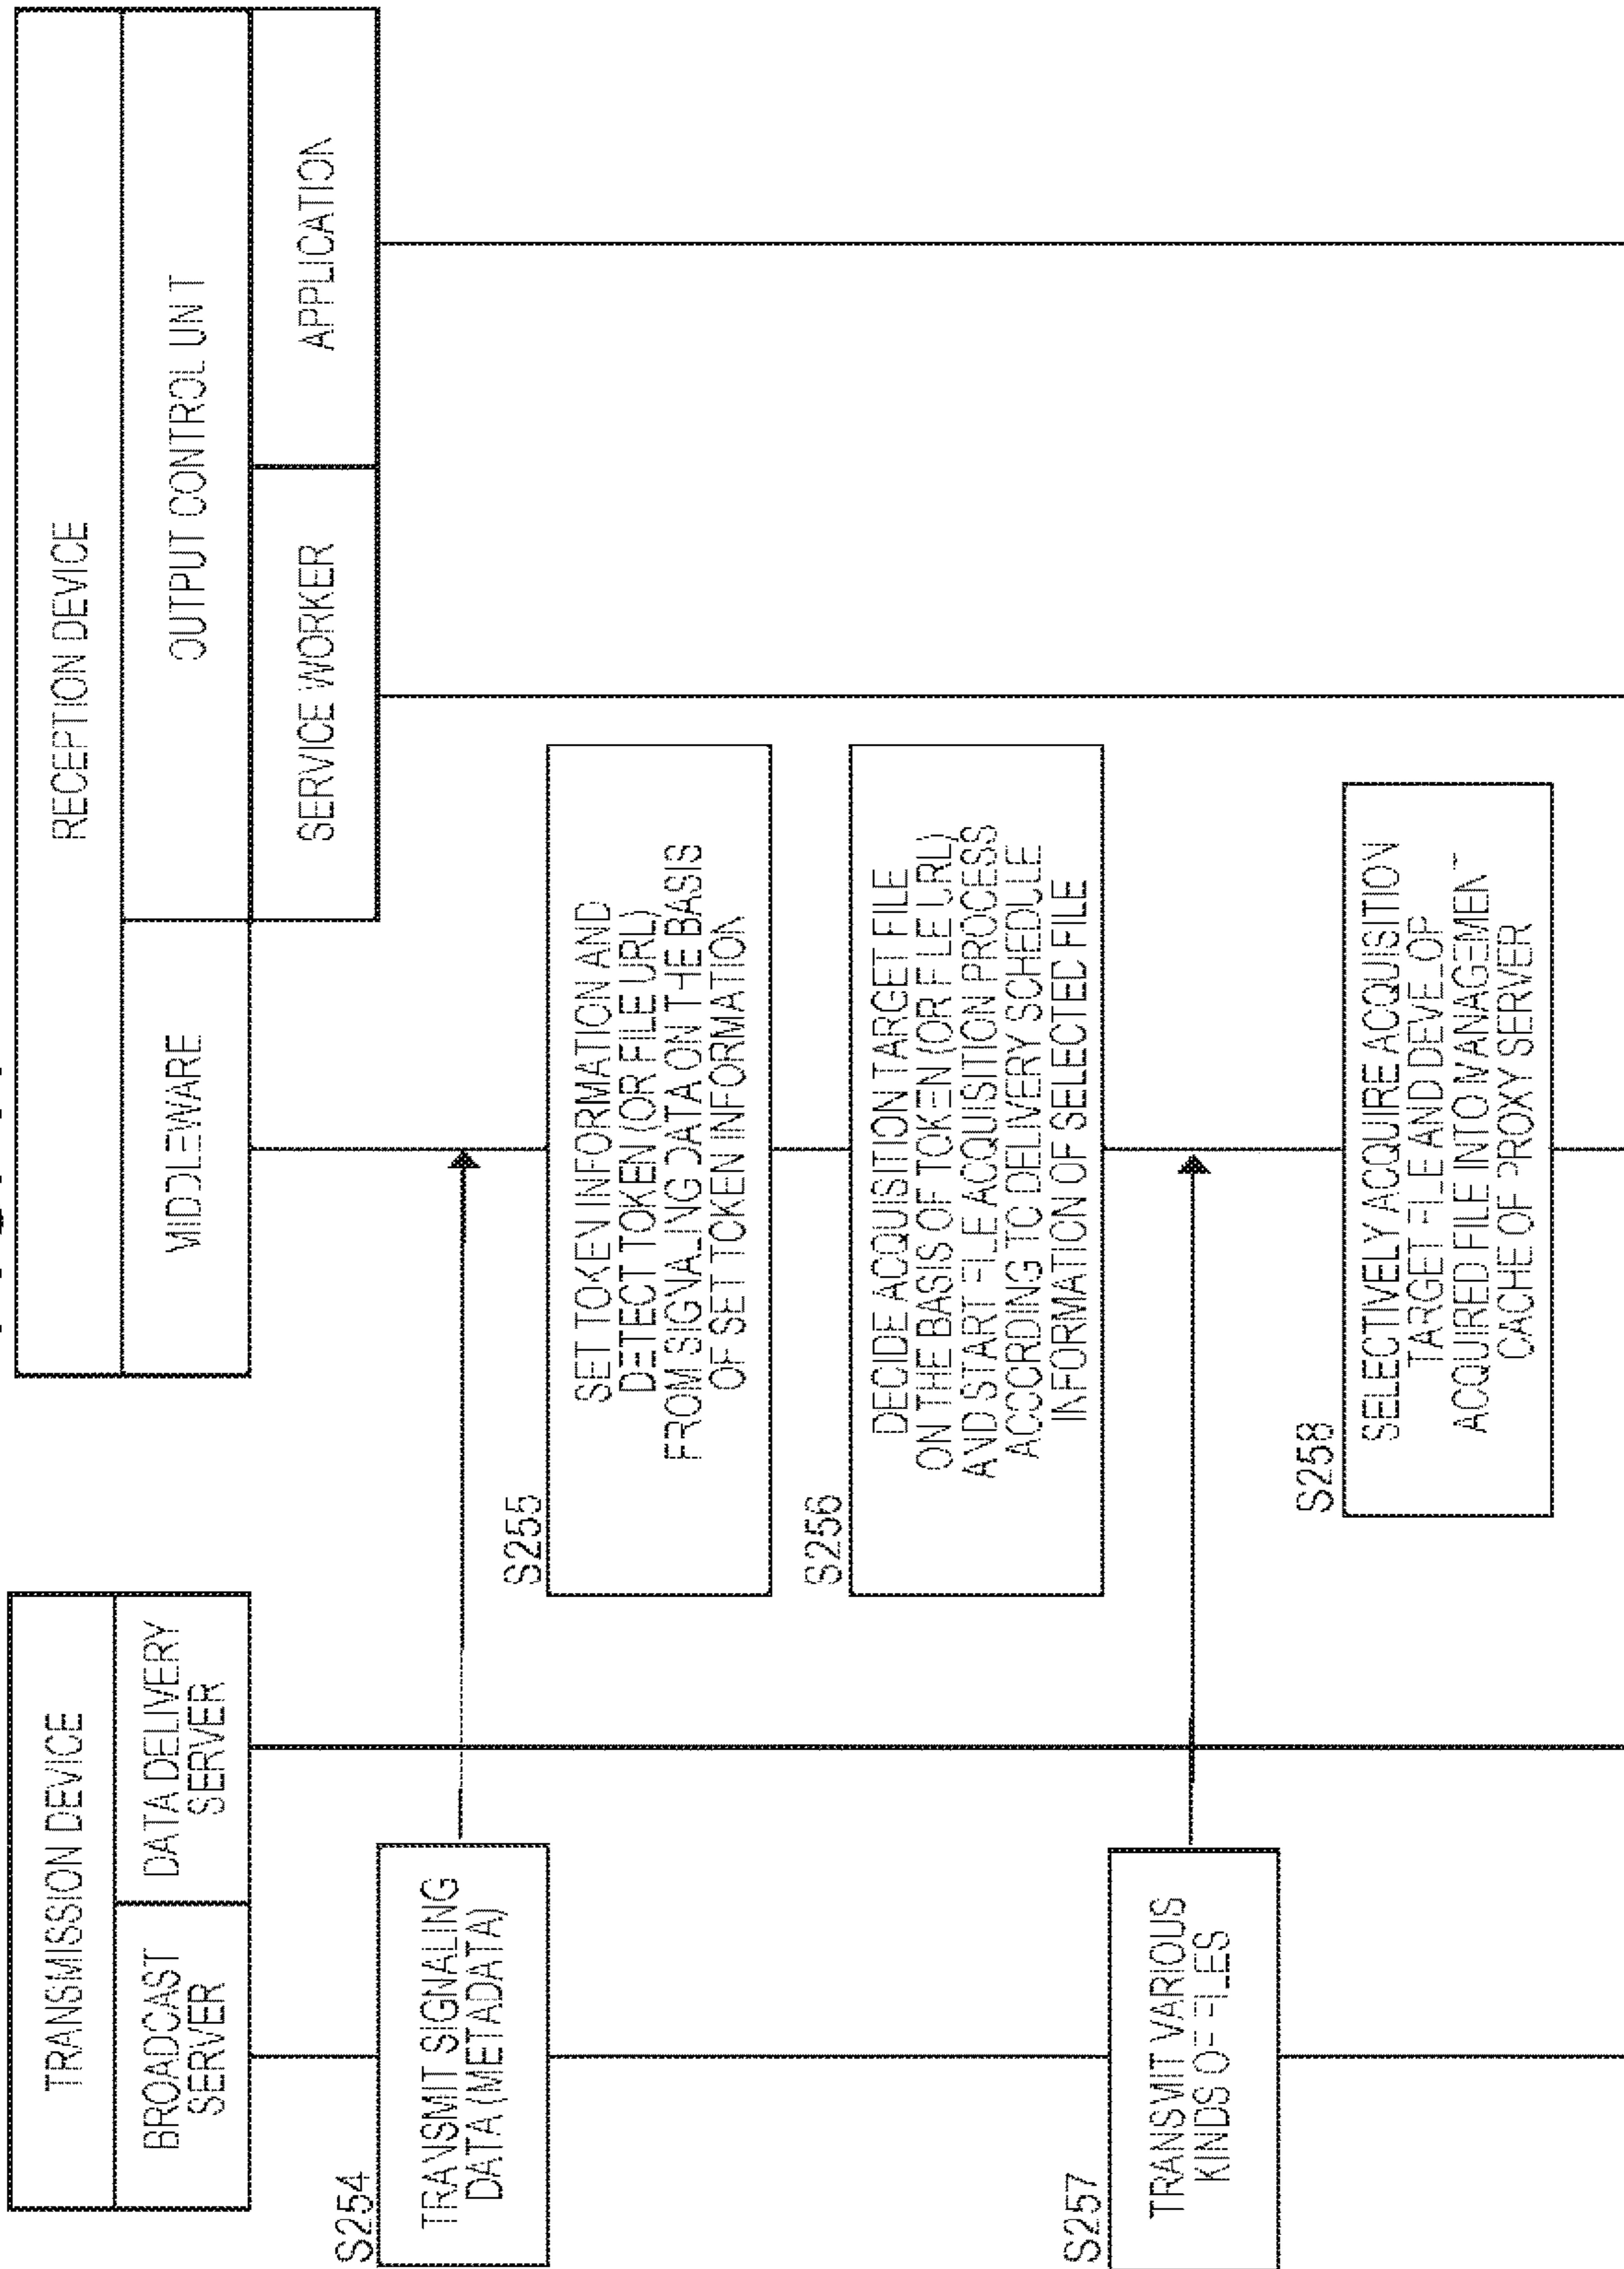 TRANSMISSION DEVICE
BROADCAST
SERVER
DATA DELIVERY
SERVER
RECEPTION DEVICE
MIDDLEWARE
OUTPUT CONTROL UNIT
SERVICE WORKER
APPLICATION
S254
TRANSMIT SIGNALING
DATA (METADATA)
S255
SET TOKEN INFORMATION AND
DETECT TOKEN (OR FILE URL)
FROM SIGNALING DATA ON THE BASIS
OF SET TOKEN INFORMATION
S256
DECIDE ACQUISITION TARGET FILE
ON THE BASIS OF TOKEN (OR FILE URL)
AND START FILE ACQUISITION PROCESS
ACCORDING TO DELIVERY SCHEDULE
INFORMATION OF SELECTED FILE
S257
TRANSMIT VARIOUS
KINDS OF FILES
S258
SELECTIVELY ACQUIRE ACQUISITION
TARGET FILE AND DEVELOP
ACQUIRED FILE INTO MANAGEMENT
CACHE OF PROXY SERVER